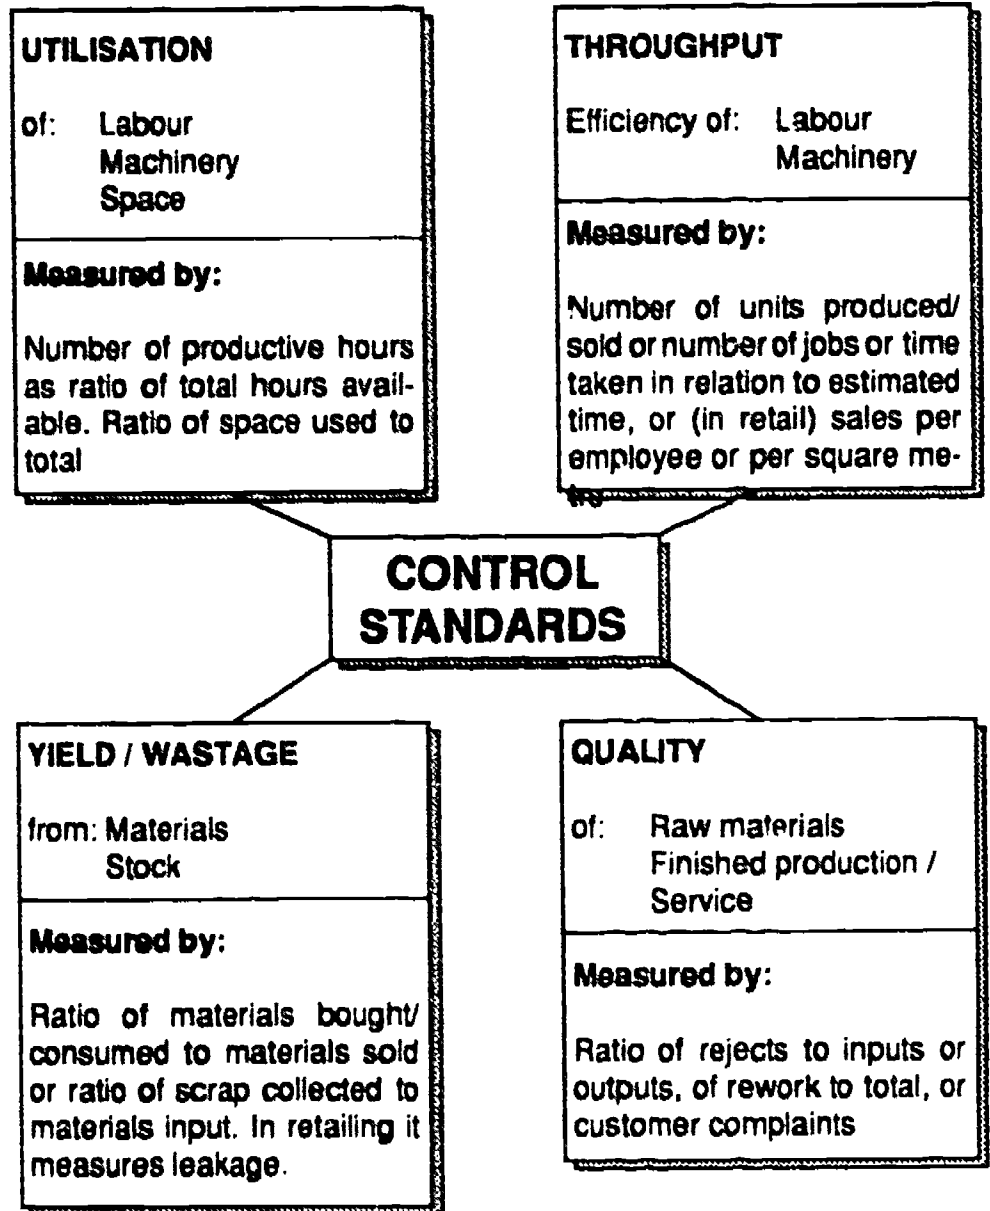 UTILISATION
of: Labour
Machinery
Space
Measured by:
Number of productive hours
as ratio of total hours avail-
able. Ratio of space used to
total
THROUGHPUT
Efficiency of: Labour
Machinery
Measured by:
Number of units produced/
sold or number of jobs or time
taken in relation to estimated
time, or (in retail) sales per
employee or per square me-
tre
CONTROL
STANDARDS
YIELD / WASTAGE
from: Materials
Stock
Measured by:
Ratio of materials bought/
consumed to materials sold
or ratio of scrap collected to
materials input. In retailing it
measures leakage.
QUALITY
of: Raw materials
Finished production /
Service
Measured by:
Ratio of rejects to inputs or
outputs, of rework to total, or
customer complaints